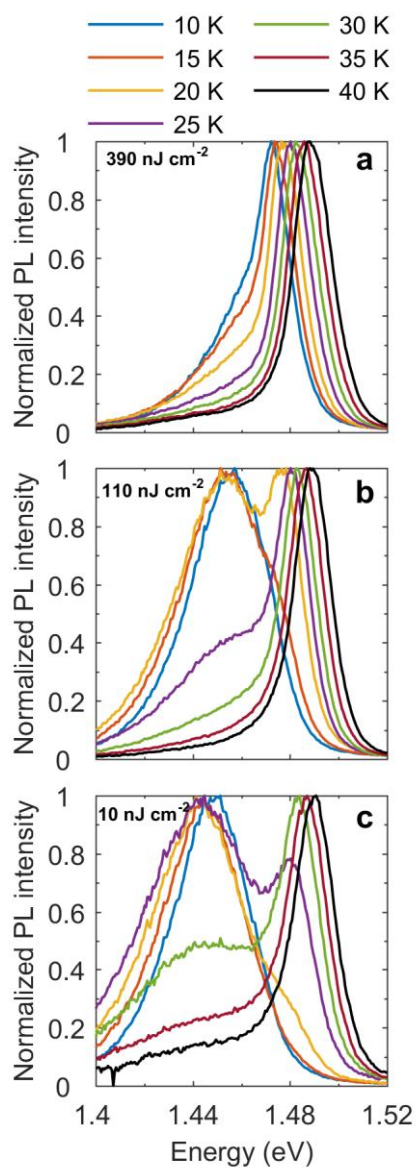 10 K
30 K
15 K
35 K
20 K
40 K
25 K
390 nJ cm⁻²
a
Normalized PL intensity
1
0.8
0.6
0.4
0.2
0
110 nJ cm⁻²
b
Normalized PL intensity
1
0.8
0.6
0.4
0.2
0
10 nJ cm⁻²
c
Normalized PL intensity
1
0.8
0.6
0.4
0.2
0
1.4
1.44
1.48
1.52
Energy (eV)